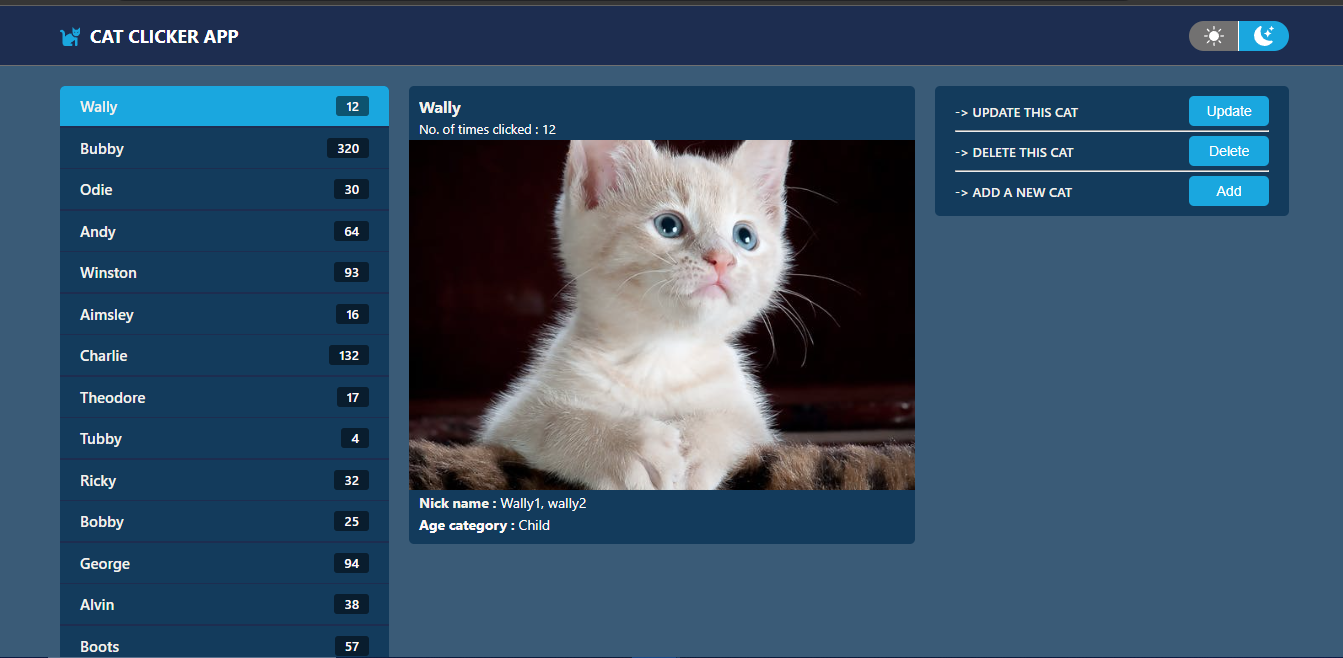 CAT CLICKER APP
Wally 12
Bubby 320
Odie 30
Andy 64
Winston 93
Aimsley 16
Charlie 132
Theodore 17
Tubby 4
Ricky 32
Bobby 25
George 94
Alvin 38
Boots 57
Wally
No. of times clicked : 12
Nick name : Wally1, wally2
Age category : Child
-> UPDATE THIS CAT Update
-> DELETE THIS CAT Delete
-> ADD A NEW CAT Add